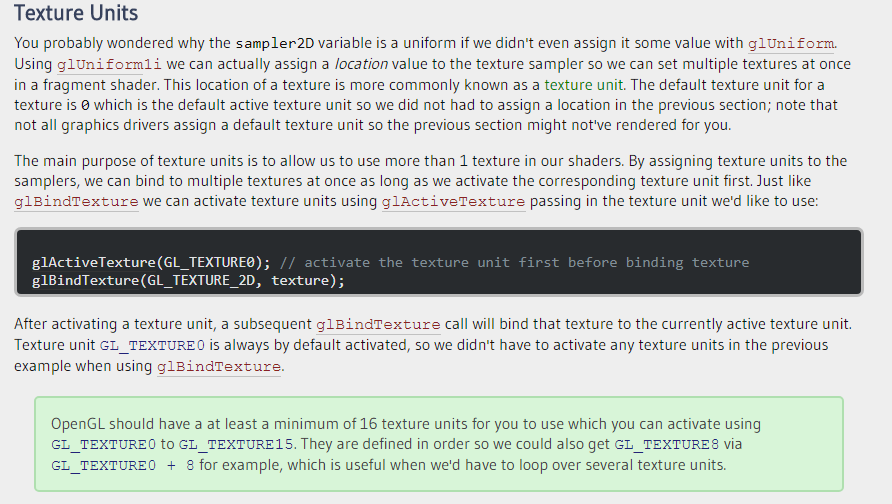 Texture Units
You probably wondered why the sampler2D variable is a uniform if we didn't even assign it some value with glUniform.
Using glUniform1i we can actually assign a location value to the texture sampler so we can set multiple textures at once
in a fragment shader. This location of a texture is more commonly known as a texture unit. The default texture unit for a
texture is 0 which is the default active texture unit so we did not had to assign a location in the previous section; note that
not all graphics drivers assign a default texture unit so the previous section might not've rendered for you.
The main purpose of texture units is to allow us to use more than 1 texture in our shaders. By assigning texture units to the
samplers, we can bind to multiple textures at once as long as we activate the corresponding texture unit first. Just like
glBindTexture we can activate texture units using glActiveTexture passing in the texture unit we'd like to use:
glActiveTexture(GL_TEXTURE0); // activate the texture unit first before binding texture
glBindTexture(GL_TEXTURE_2D, texture);
After activating a texture unit, a subsequent glBindTexture call will bind that texture to the currently active texture unit.
Texture unit GL_TEXTURE0 is always by default activated, so we didn't have to activate any texture units in the previous
example when using glBindTexture.
OpenGL should have a at least a minimum of 16 texture units for you to use which you can activate using
GL_TEXTURE0 to GL_TEXTURE15. They are defined in order so we could also get GL_TEXTURE8 via
GL_TEXTURE0 + 8 for example, which is useful when we'd have to loop over several texture units.